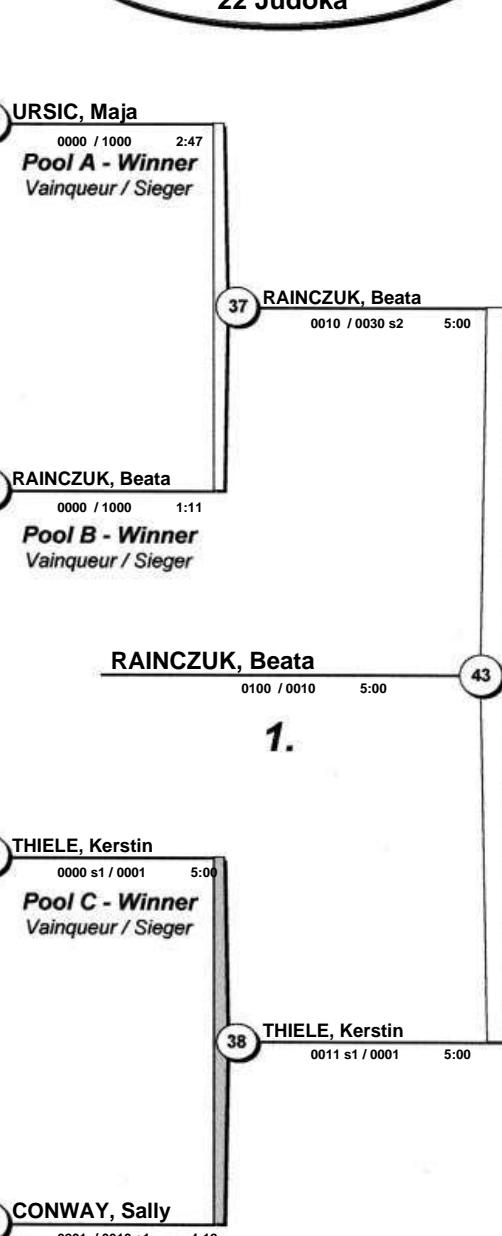 22 Judoka
URSIC, Maja
0000 / 1000 2:47
Pool A - Winner
Vainqueur / Sieger
37
RAINCZUK, Beata
0010 / 0030 s2 5:00
RAINCZUK, Beata
0000 / 1000 1:11
Pool B - Winner
Vainqueur / Sieger
RAINCZUK, Beata
43
0100 / 0010 5:00
1.
THIELE, Kerstin
0000 s1 / 0001 5:00
Pool C - Winner
Vainqueur / Sieger
38
THIELE, Kerstin
0011 s1 / 0001 5:00
CONWAY, Sally